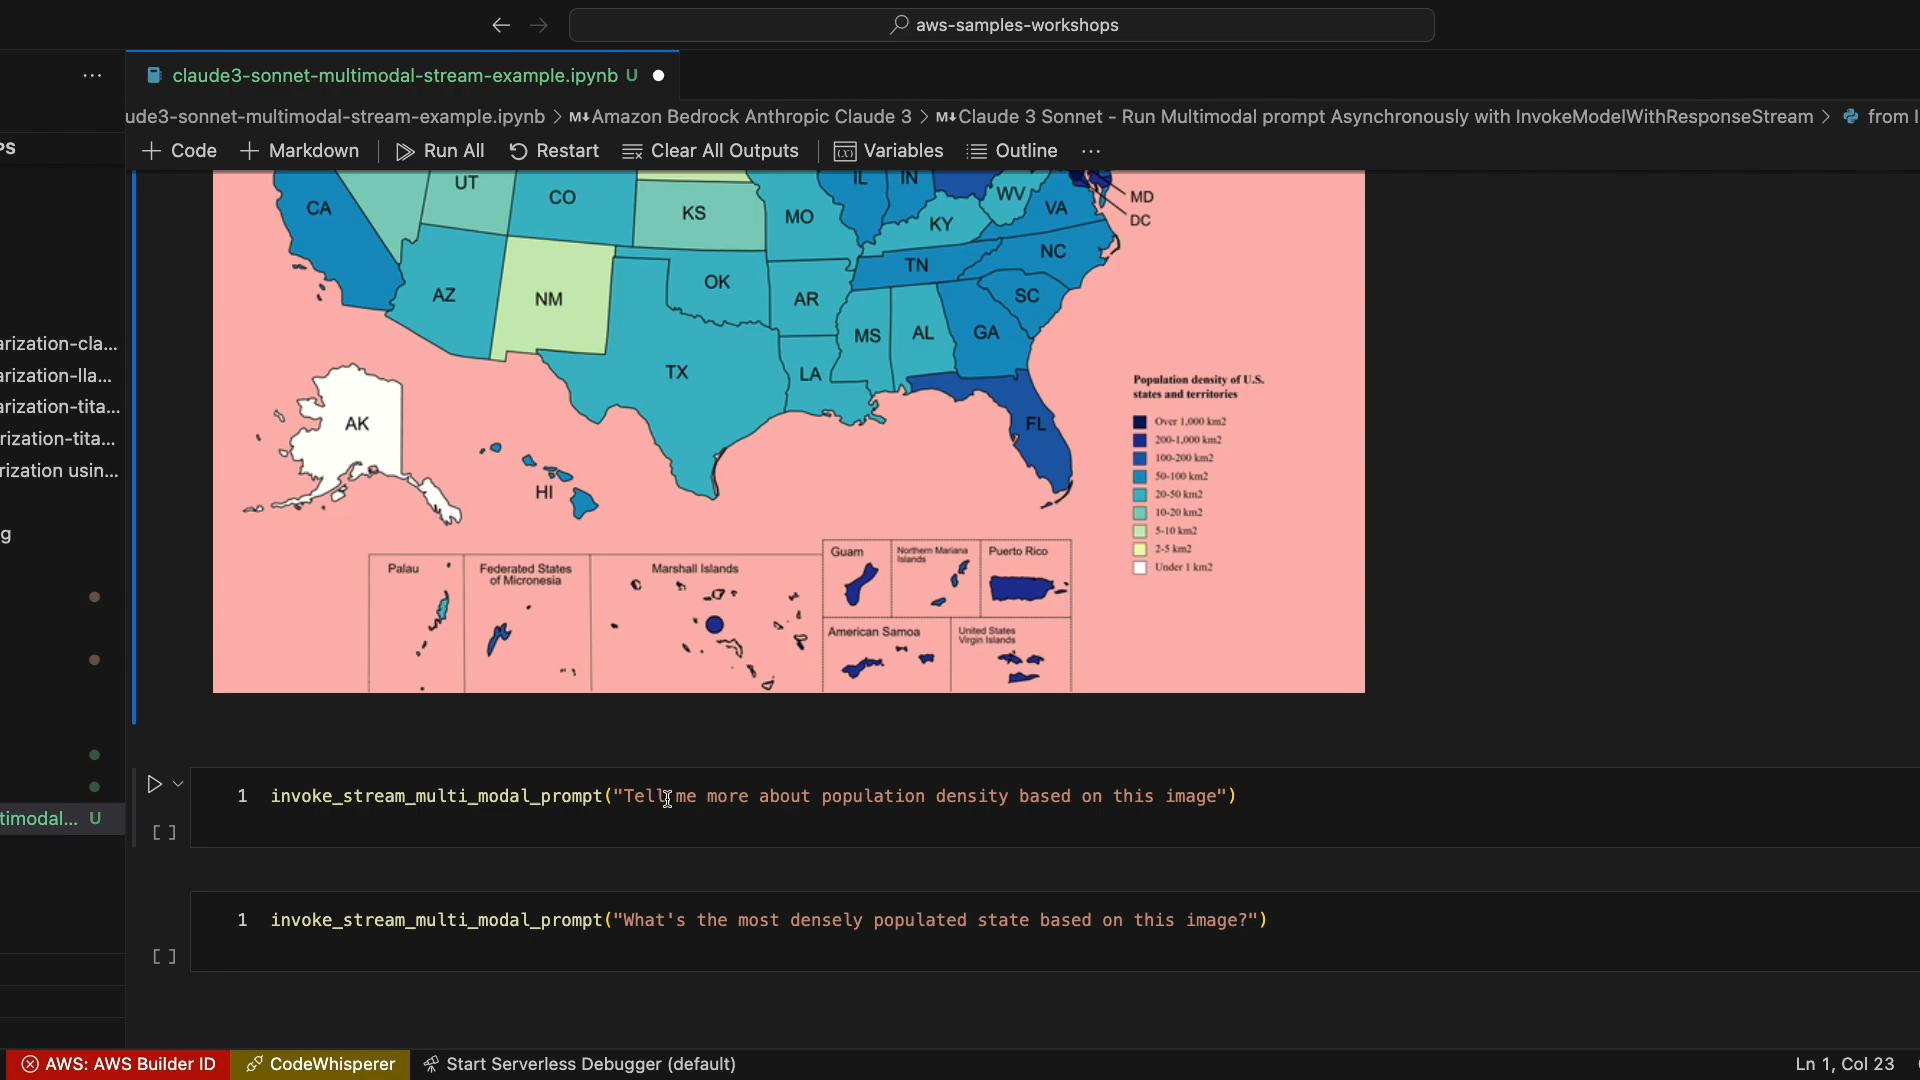 aws-samples-workshops
claude3-sonnet-multimodal-stream-example.ipynb U
ude3-sonnet-multimodal-stream-example.ipynb > M↓Amazon Bedrock Anthropic Claude 3 > M↓Claude 3 Sonnet - Run Multimodal prompt Asynchronously with InvokeModelWithResponseStream > from I
PS
+ Code + Markdown Run All Restart Clear All Outputs Variables Outline ...
UT IL IN
CA CO KS MO KY WV VA MD
DC
NC
TN
AZ NM OK AR SC
MS AL GA
TX LA
AK
FL
HI
Population density of U.S.
states and territories
Over 1,000 km2
200-1,000 km2
100-200 km2
50-100 km2
20-50 km2
10-20 km2
5-10 km2
2-5 km2
Under 1 km2
Palau
Federated States
of Micronesia
Marshall Islands
Guam
Northern Mariana
Islands
Puerto Rico
American Samoa
United States
Virgin Islands
arization-cla...
arization-lla...
arization-tita...
rization-tita...
rization usin...
g
timodal... U
1 invoke_stream_multi_modal_prompt("Tell me more about population density based on this image")
[ ]
1 invoke_stream_multi_modal_prompt("What's the most densely populated state based on this image?")
[ ]
AWS: AWS Builder ID CodeWhisperer Start Serverless Debugger (default) Ln 1, Col 23